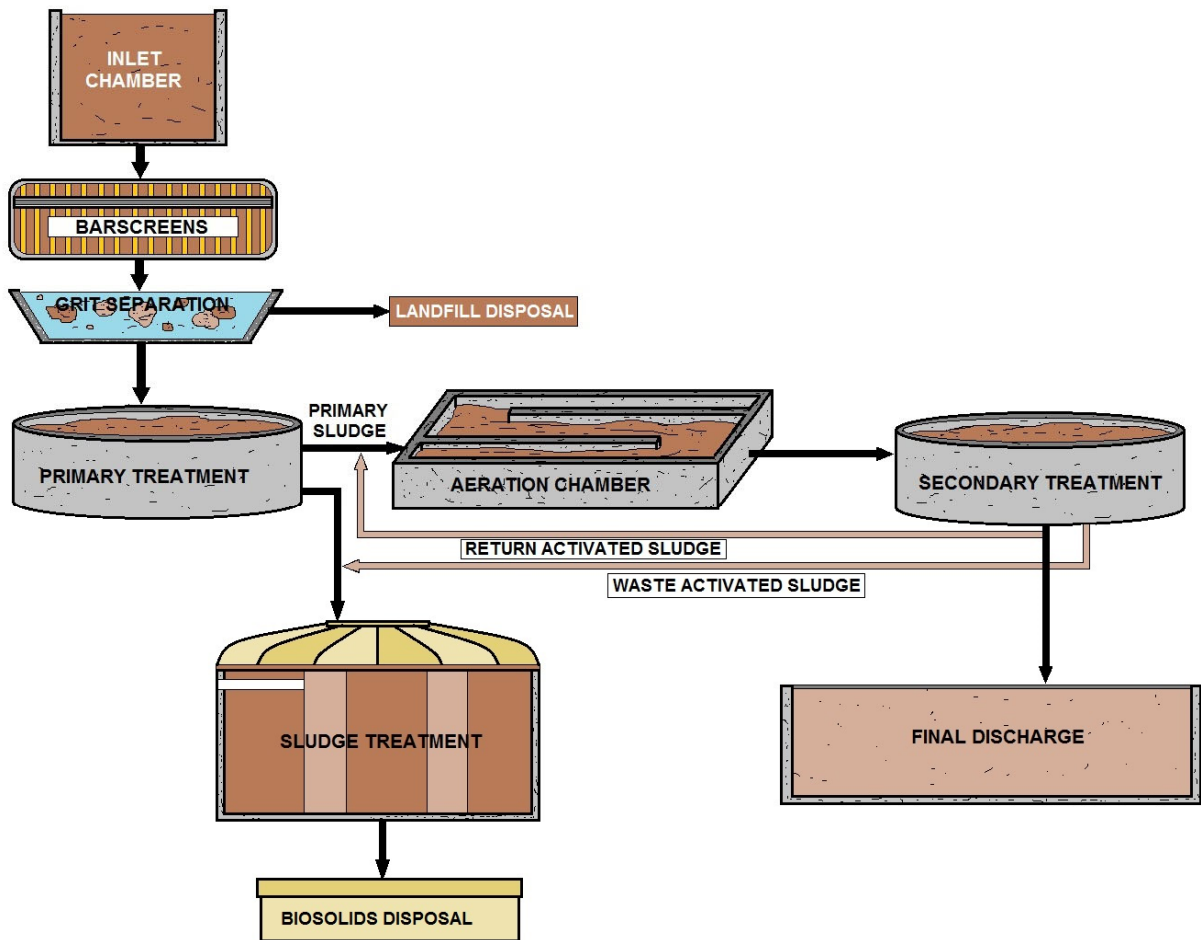 INLET
CHAMBER
BARSCREENS
GRIT SEPARATION
LANDFILL DISPOSAL
PRIMARY
SLUDGE
PRIMARY TREATMENT
AERATION CHAMBER
SECONDARY TREATMENT
RETURN ACTIVATED SLUDGE
WASTE ACTIVATED SLUDGE
SLUDGE TREATMENT
FINAL DISCHARGE
BIOSOLIDS DISPOSAL